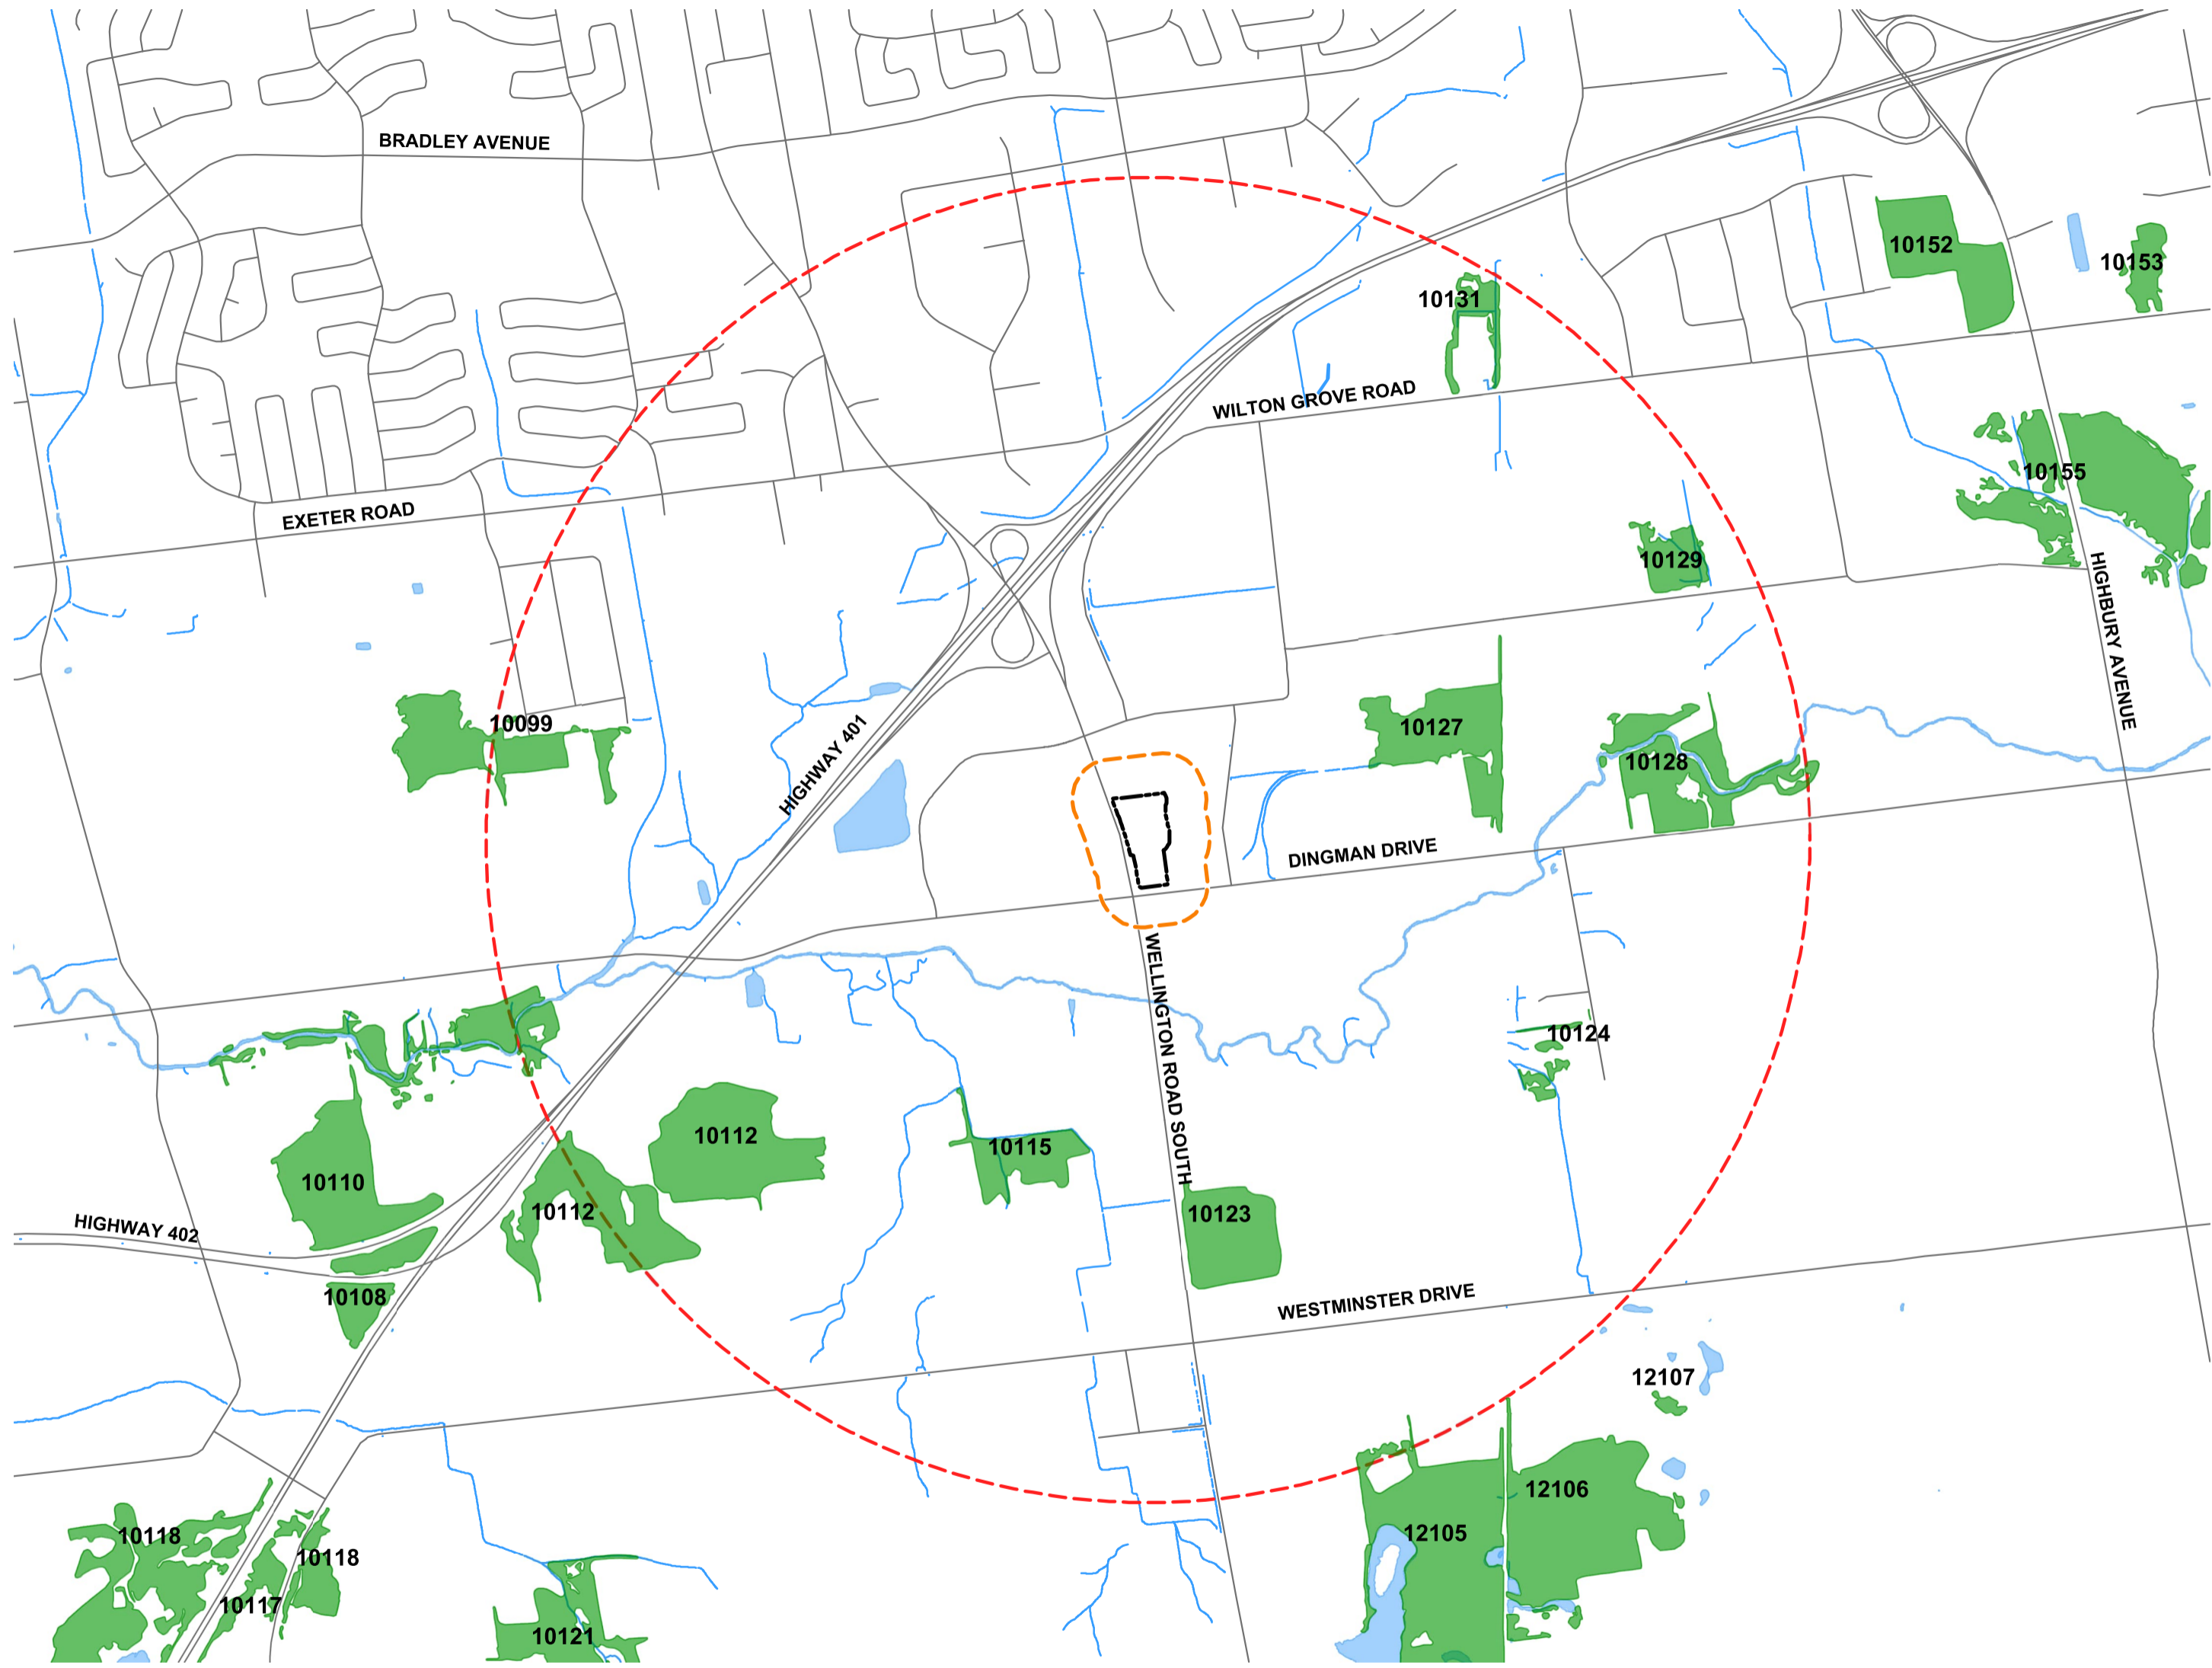 BRADLEY AVENUE
10152
10153
10131
WILTON GROVE ROAD
10155
EXETER ROAD
10129
HIGHBURY AVENUE
10099
HIGHWAY 401
10127
10128
DINGMAN DRIVE
WELLINGTON ROAD SOUTH
10124
10112
10115
10110
10112
10123
HIGHWAY 402
10108
WESTMINSTER DRIVE
12107
12106
12105
10118
10118
10117
10121